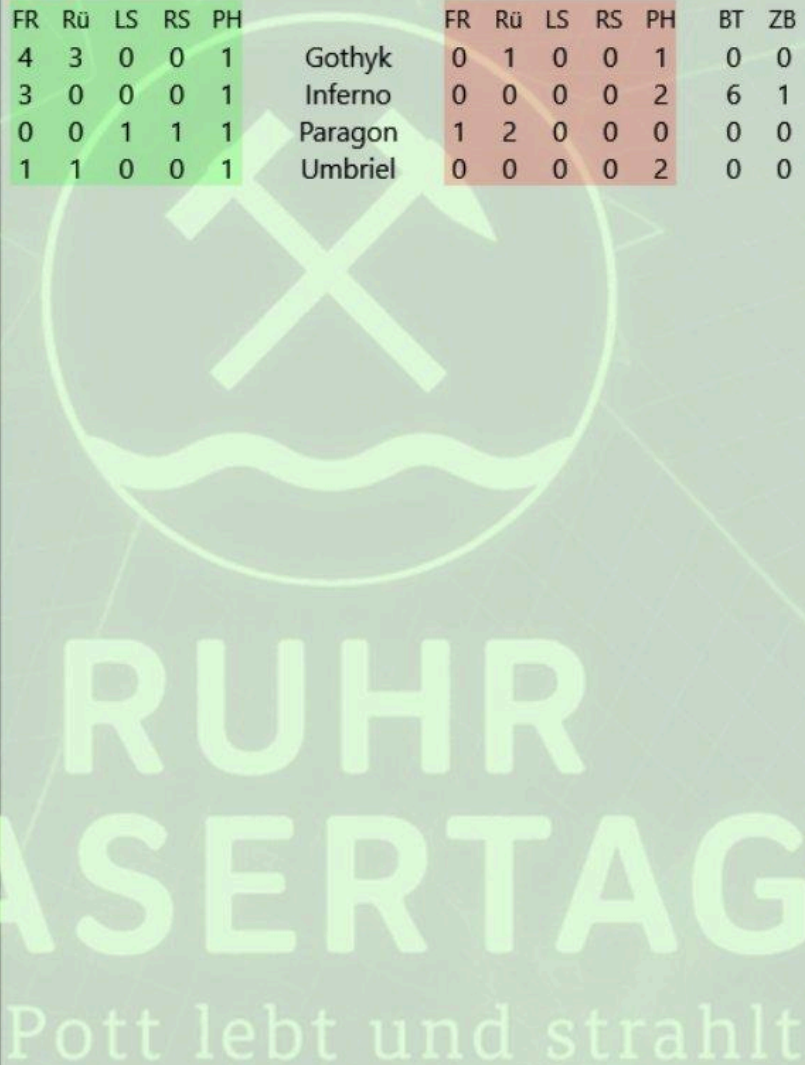 FR Rü LS RS PH FR Rü LS RS PH BT ZB
4 3 0 0 1 Gothyk 0 1 0 0 1 0 0
3 0 0 0 1 Inferno 0 0 0 0 2 6 1
0 0 1 1 1 Paragon 1 2 0 0 0 0 0
1 1 0 0 1 Umbriel 0 0 0 0 2 0 0
RUHR
ASERTAG
Pott lebt und strahlt